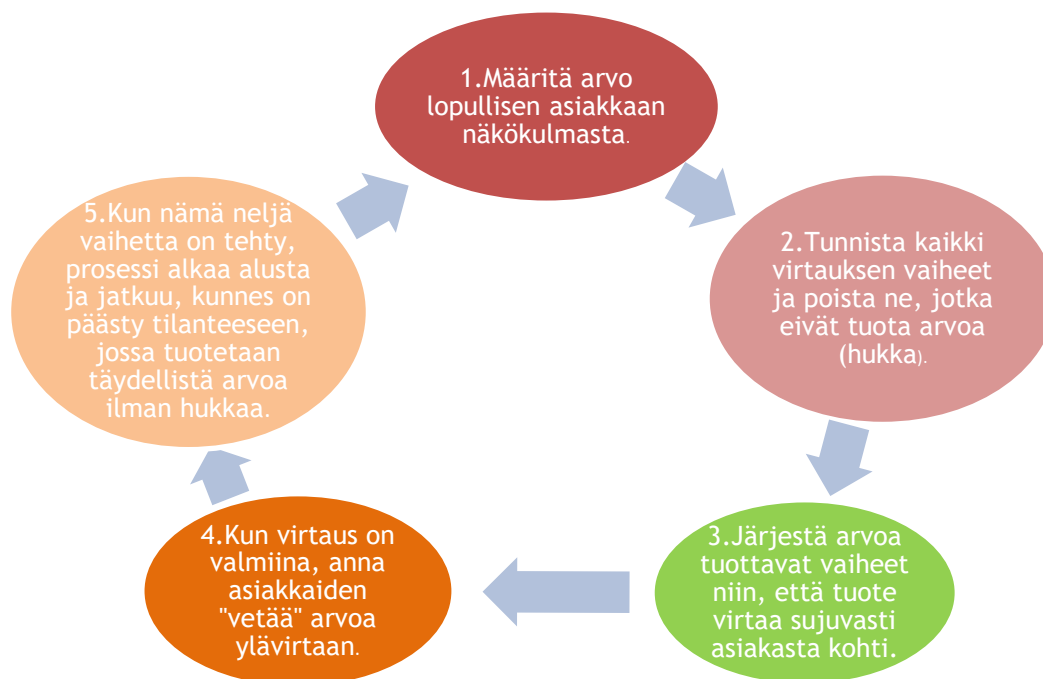 1.Määritä arvo
lopullisen asiakkaan
näkökulmasta.
2.Tunnista kaikki
virtauksen vaiheet
ja poista ne, jotka
eivät tuota arvoa
(hukka).
3.Järjestä arvoa
tuottavat vaiheet
niin, että tuote
virtaa sujuvasti
asiakasta kohti.
4.Kun virtaus on
valmiina, anna
asiakkaiden
"vetää" arvoa
ylävirtaan.
5.Kun nämä neljä
vaihetta on tehty,
prosessi alkaa alusta
ja jatkuu, kunnes on
päästy tilanteeseen,
jossa tuotetaan
täydellistä arvoa
ilman hukkaa.